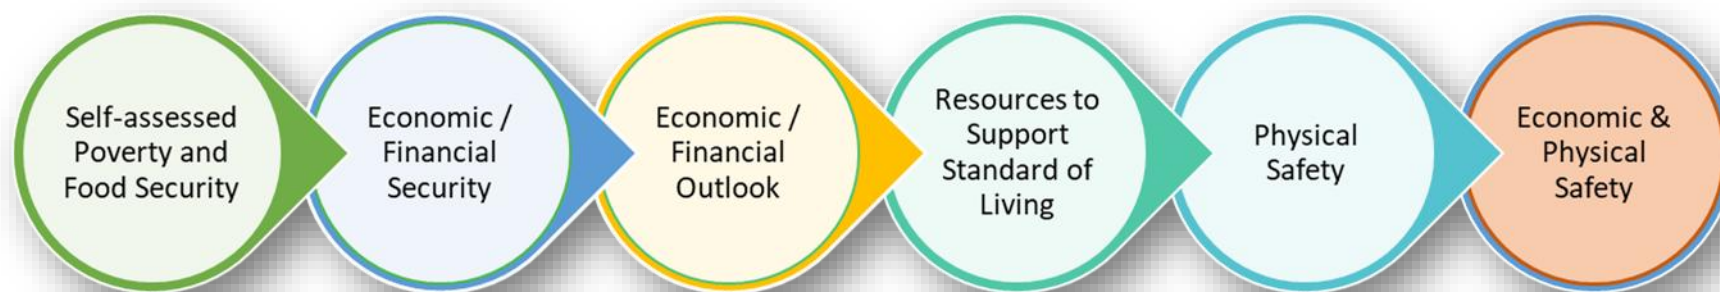 Self-assessed
Poverty and
Food Security
Economic /
Financial
Security
Economic /
Financial
Outlook
Resources to
Support
Standard of
Living
Physical
Safety
Economic &
Physical
Safety